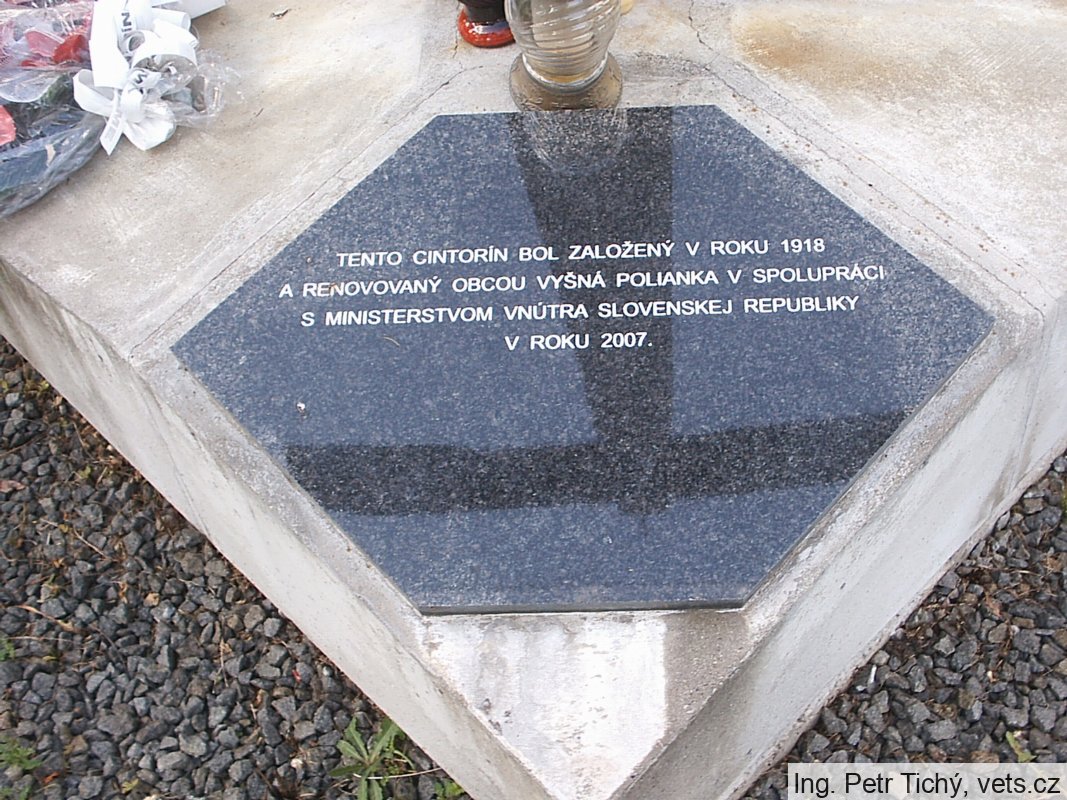 TENTO CINTORÍN BOL ZALOŽENÝ V ROKU 1918
A RENOVOVANÝ OBCOU VYŠNÁ POLIANKA V SPOLUPRÁCI
S MINISTERSTVOM VNÚTRA SLOVENSKEJ REPUBLIKY
V ROKU 2007.
Ing. Petr Tichý, vets.cz